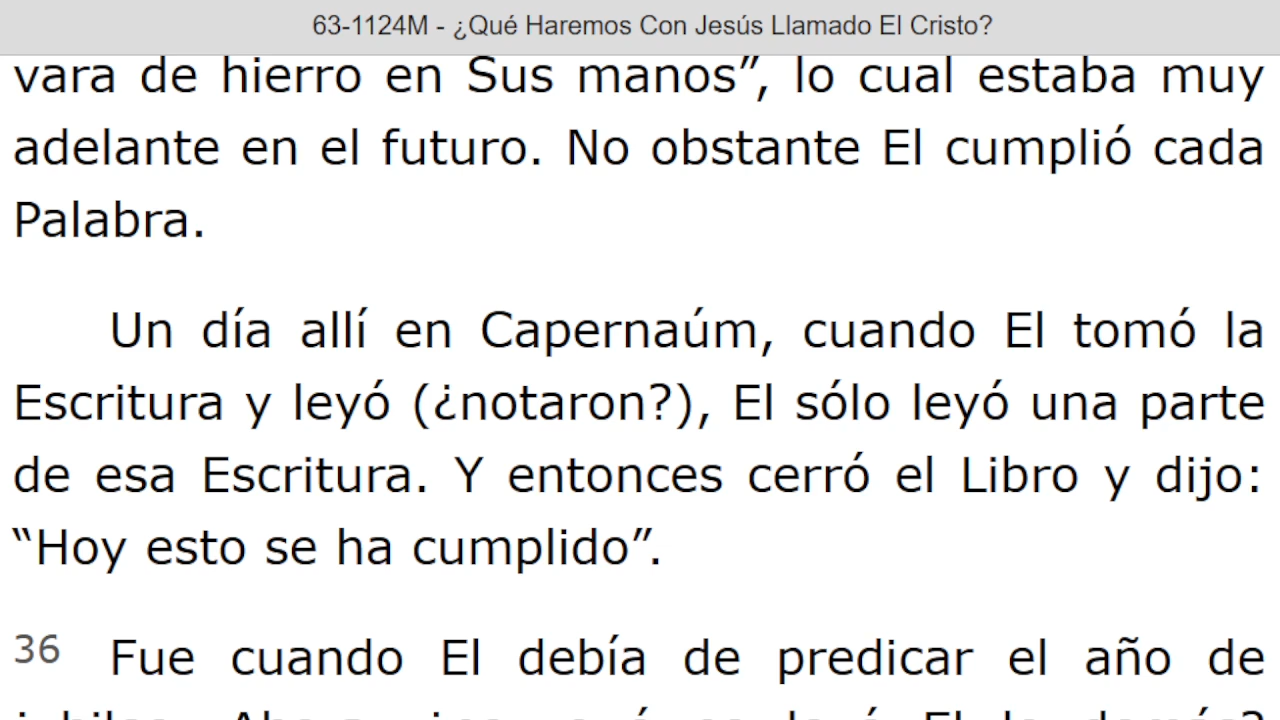 63-1124M - ¿Qué Haremos Con Jesús Llamado El Cristo?
vara de hierro en Sus manos”, lo cual estaba muy
adelante en el futuro. No obstante El cumplió cada
Palabra.
Un día allí en Capernaúm, cuando El tomó la
Escritura y leyó (¿notaron?), El sólo leyó una parte
de esa Escritura. Y entonces cerró el Libro y dijo:
“Hoy esto se ha cumplido”.
36 Fue cuando El debía de predicar el año de